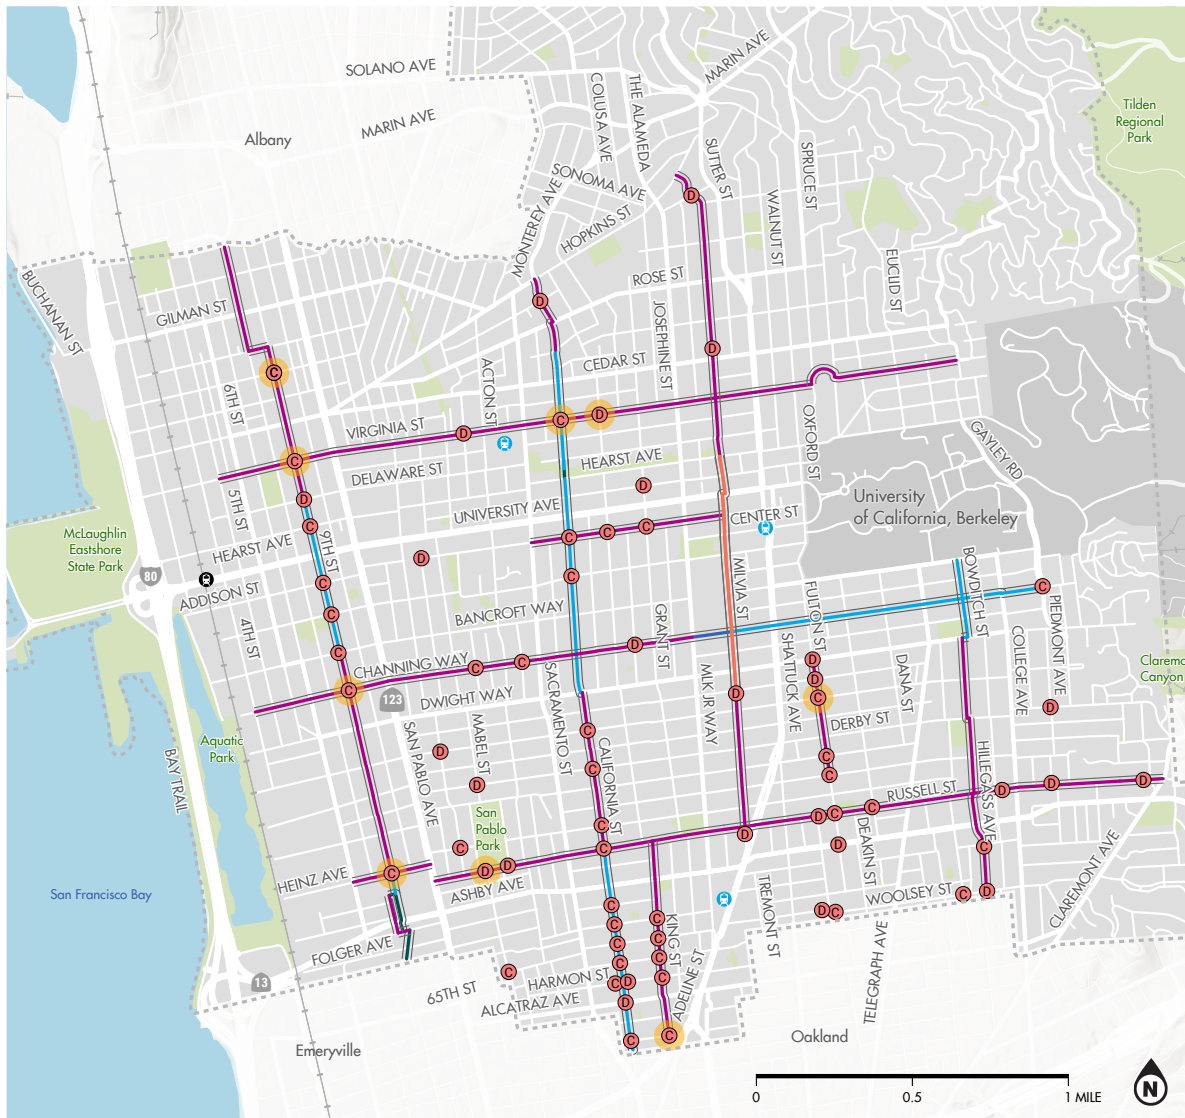 SOLANO AVE
MARIN AVE
MARIN AVE
Albany
COLUSA AVE
THE ALAMEDA
SUTTER ST
SPRUCE ST
Tilden
Regional
Park
SONOMA AVE
MONTEREY AVE
HOPKINS ST
WALNUT ST
D
EUCLID ST
BUCHANAN ST
GILMAN ST
ROSE ST
JOSEPHINE ST
D
D
C
CEDAR ST
ACTON ST
6TH ST
VIRGINIA ST
D
C
D
OXFORD ST
GAYLEY RD
C
DELAWARE ST
HEARST AVE
5TH ST
D
D
University
of California, Berkeley
UNIVERSITY AVE
CENTER ST
C
C
C
C
McLaughlin
Eastshore
State Park
HEARST AVE
9TH ST
D
80
ADDISON ST
C
C
C
MILVIA ST
FULTON ST
BOWDITCH ST
C
PIEDMONT AVE
BANCROFT WAY
GRANT ST
4TH ST
C
CHANNING WAY
C
C
D
SHATTUCK AVE
D
D
C
DANA ST
COLLEGE AVE
Claremo
Canyon
C
123
DWIGHT WAY
SACRAMENTO ST
MLK JR WAY
D
DERBY ST
D
Aquatic
Park
BAY TRAIL
SAN PABLO AVE
MABEL ST
D
D
C
C
CALIFORNIA ST
C
C
HILLEGASS AVE
RUSSELL ST
D
D
D
San
Pablo
Park
C
C
C
D
D
C
C
DEAKIN ST
D
C
HEINZ AVE
C
D
D
ASHBY AVE
San Francisco Bay
TREMONT ST
WOOLSEY ST
C
D
D
C
CLAREMONT AVE
C
C
C
C
C
C
C
C
KING ST
ADELINE ST
TELEGRAPH AVE
FOLGER AVE
13
65TH ST
C
HARMON ST
C
D
ALCATRAZ AVE
D
C
C
Emeryville
Oakland
0
0.5
1 MILE
N